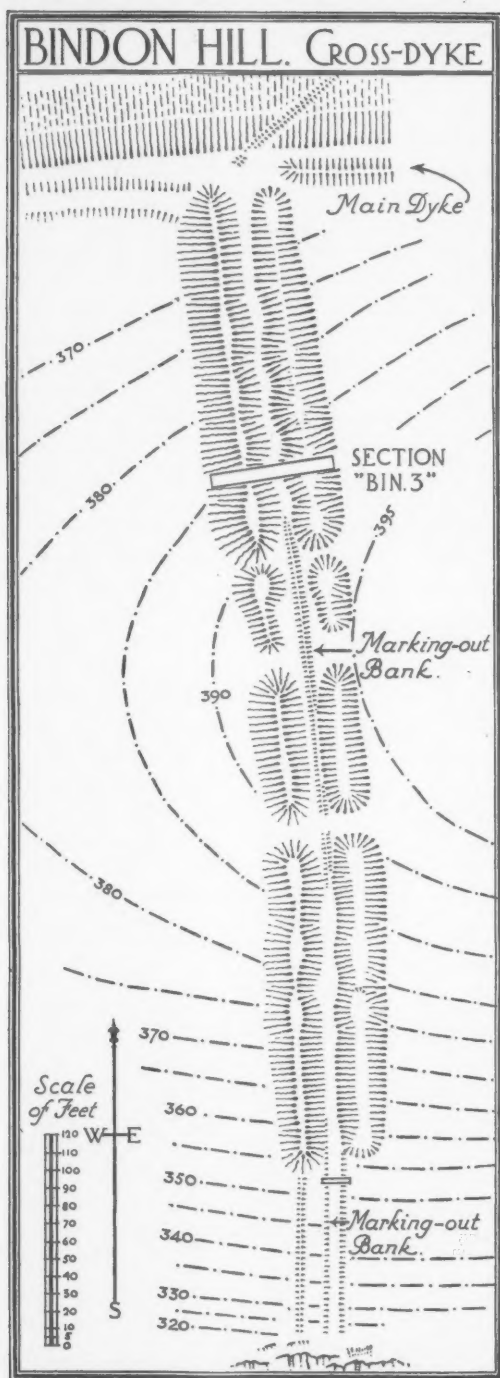 BINDON HILL. CROSS-DYKE
Main Dyke
370
380
SECTION
"BIN.3"
395
Marking-out
Bank.
390
380
370
Scale
of Feet
W E
S
360
350
340
330
320
120
110
100
90
80
70
60
50
40
30
20
10
5
0
Marking-out
Bank.